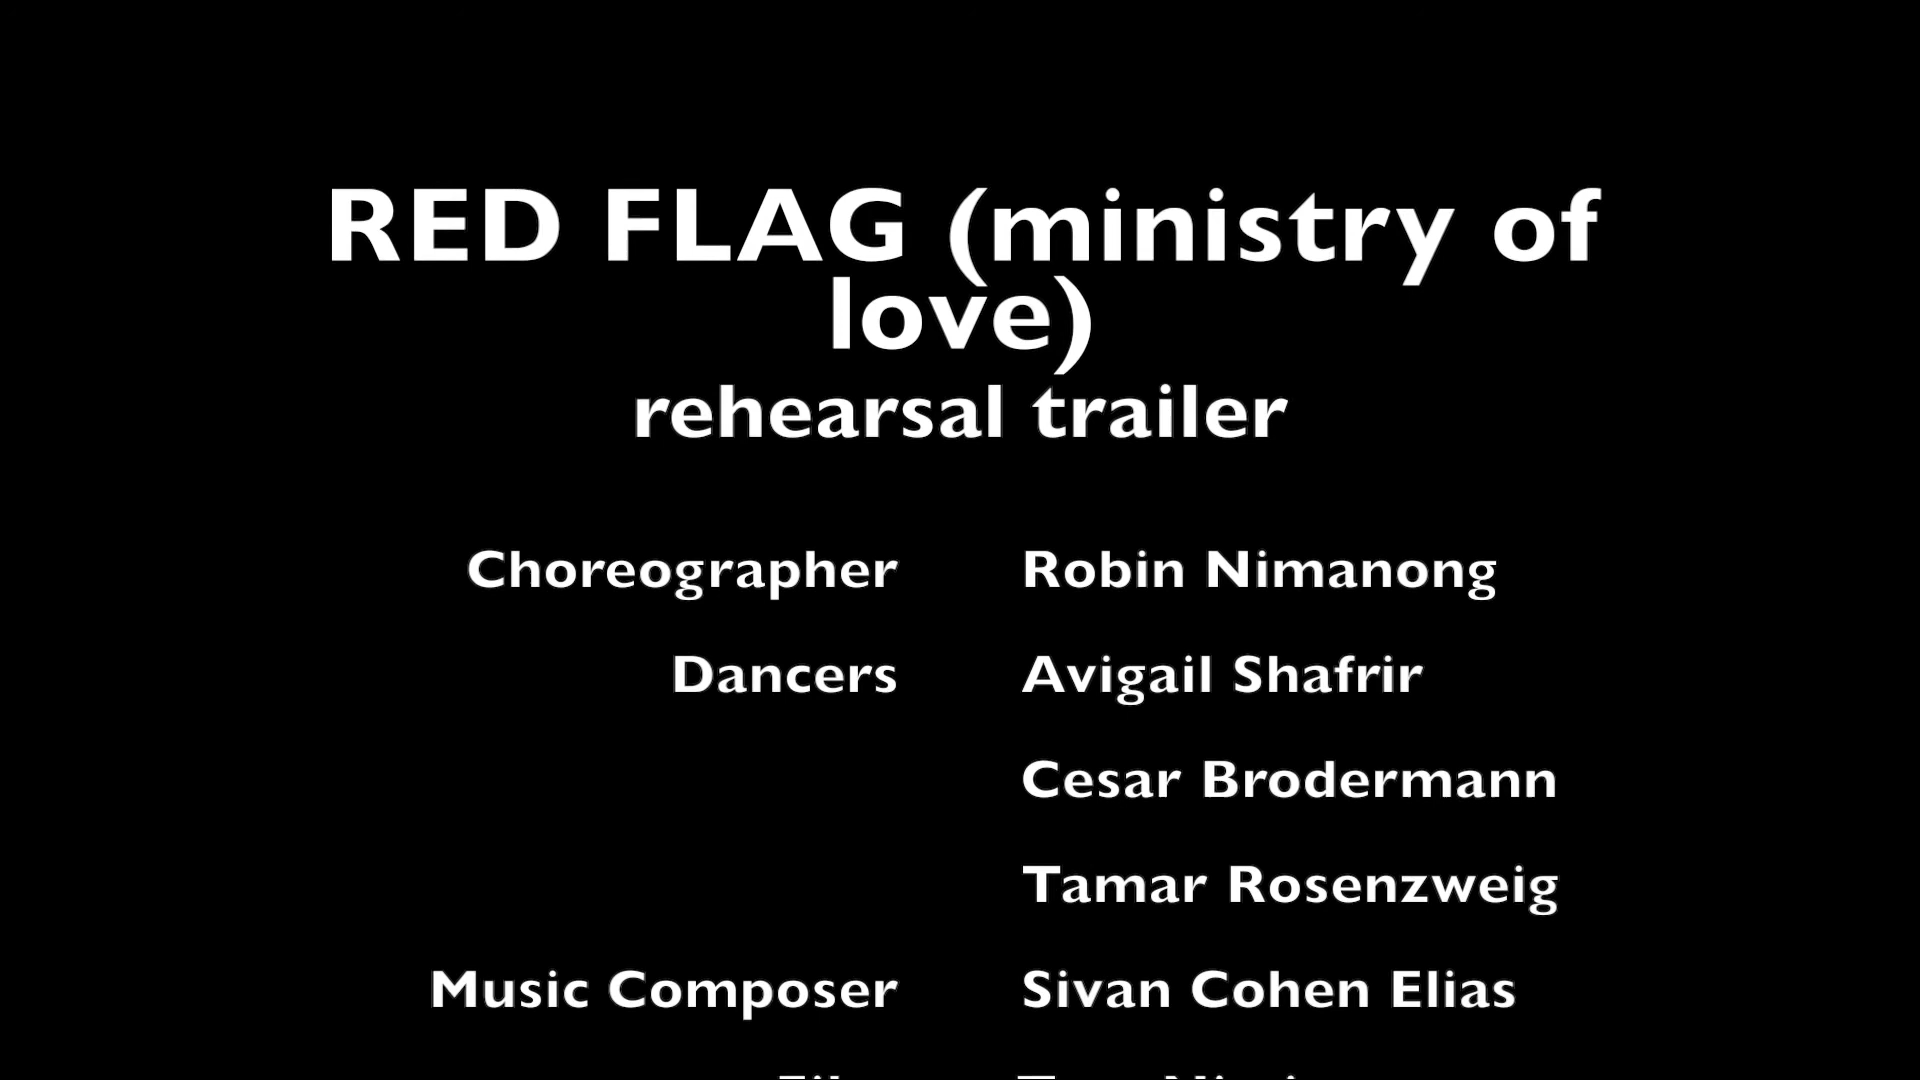 RED FLAG (ministry of
love)
rehearsal trailer
Choreographer Robin Nimanong
Dancers Avigail Shafrir
Cesar Brodermann
Tamar Rosenzweig
Music Composer Sivan Cohen Elias